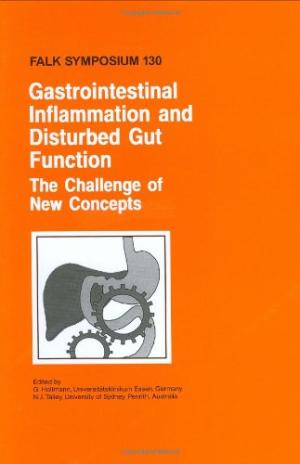 FALK SYMPOSIUM 130
Gastrointestinal
Inflammation and
Disturbed Gut
Function
The Challenge of
New Concepts
Edited by
G. Holtmann, Universitätsklinikum Essen, Germany
N.J. Talley, University of Sydney Penrith, Australia